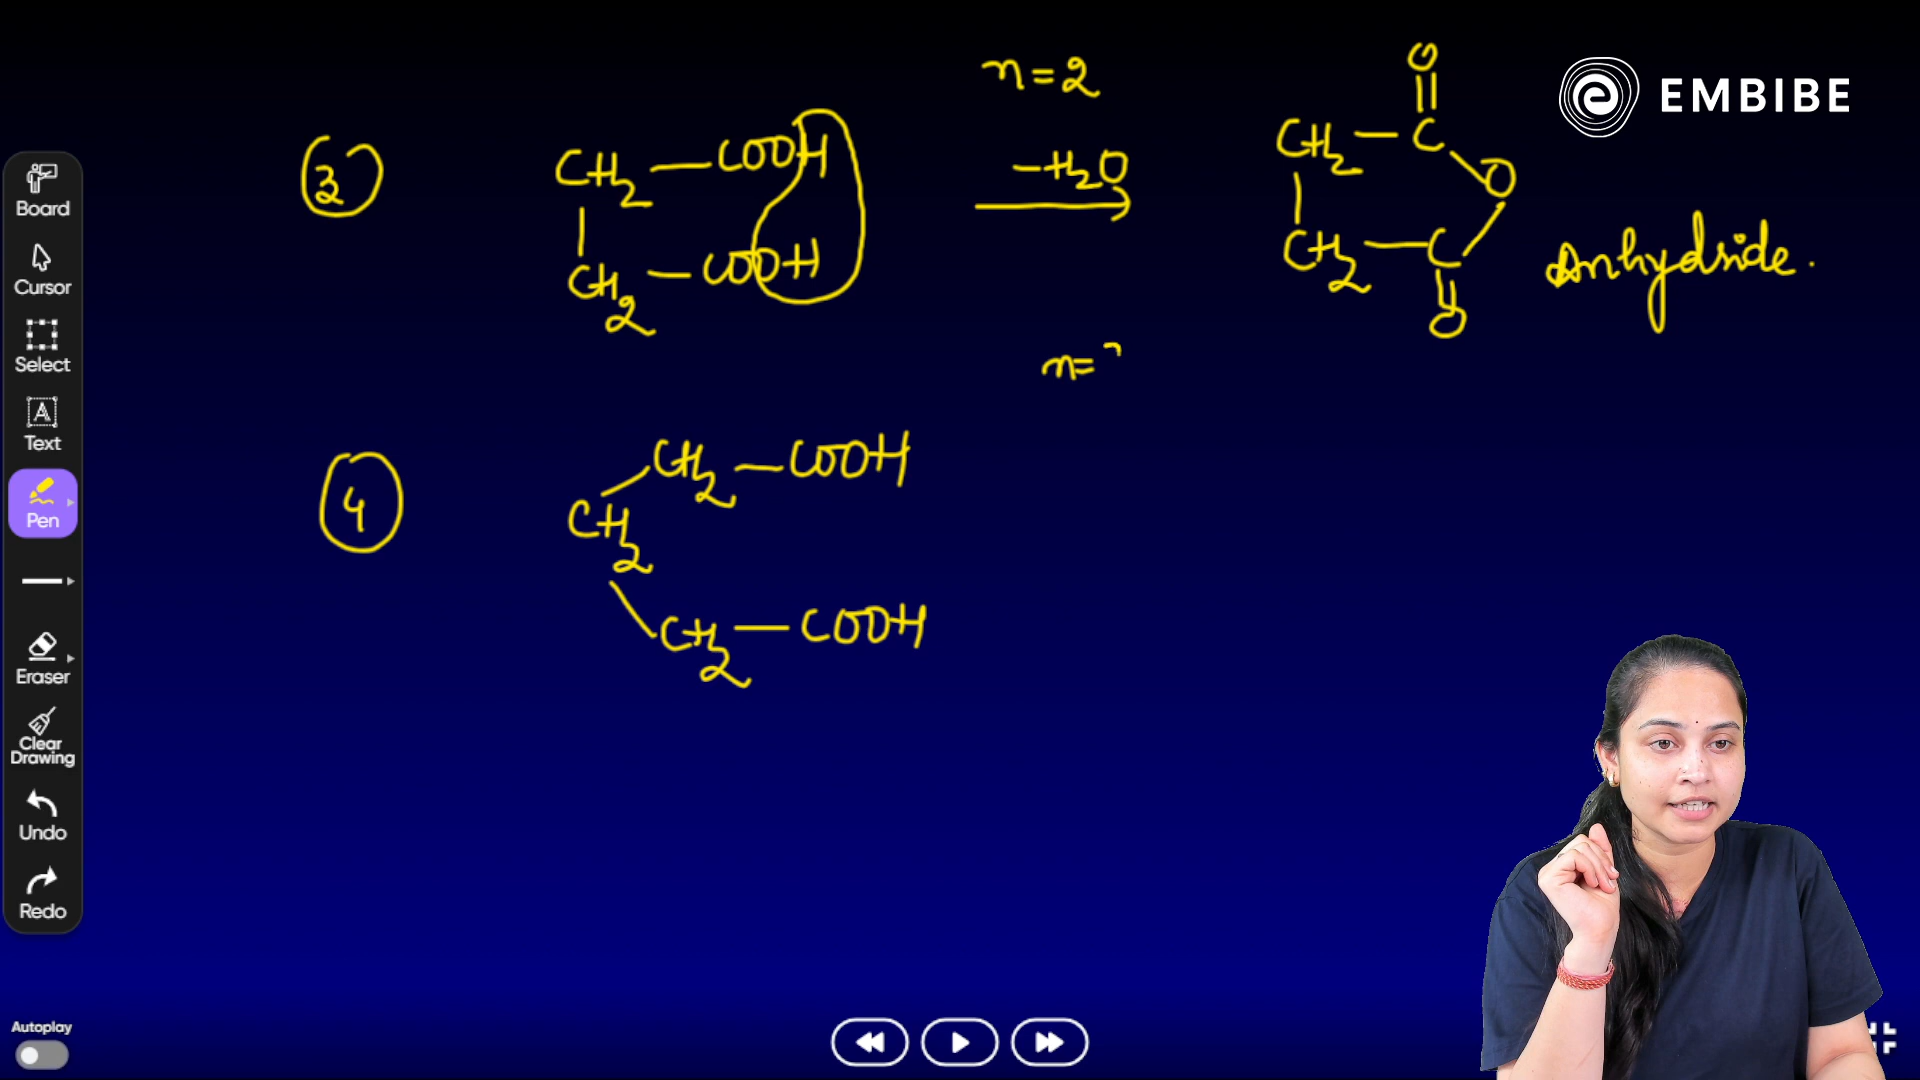 EMBIBE
n=2
③ CH2—COOH
CH2—COOH
-H2O
O
CH2—C
O
CH2—C
O
Anhydride.
n=
④ CH2—COOH
CH2
CH2—COOH
Board
Cursor
Select
A
Text
Pen
Eraser
Clear
Drawing
Undo
Redo
Autoplay